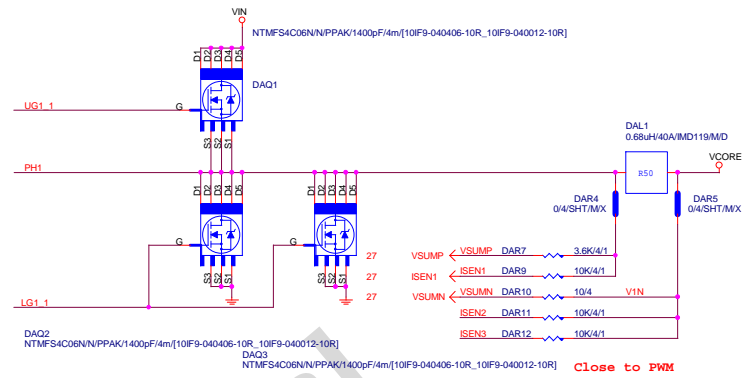 VIN
NTMFS4C06N/N/PPAK/1400pF/4m/[10IF9-040406-10R_10IF9-040012-10R]
D1 D2 D3 D4 D5
DAQ1
UG1_1
G
S3 S2 S1
DAL1
0.68uH/40A/IMD119/M/D
VCORE
PH1
R50
D1 D2 D3 D4 D5
D1 D2 D3 D4 D5
DAR4
0/4/SHT/M/X
DAR5
0/4/SHT/M/X
G
G
27 VSUMP VSUMP DAR7 3.6K/4/1
S3 S2 S1
S3 S2 S1
27 ISEN1 ISEN1 DAR9 10K/4/1
LG1_1
27 VSUMN VSUMN DAR10 10/4 V1N
ISEN2 DAR11 10K/4/1
ISEN3 DAR12 10K/4/1
DAQ2
NTMFS4C06N/N/PPAK/1400pF/4m/[10IF9-040406-10R_10IF9-040012-10R]
DAQ3
NTMFS4C06N/N/PPAK/1400pF/4m/[10IF9-040406-10R_10IF9-040012-10R]
Close to PWM